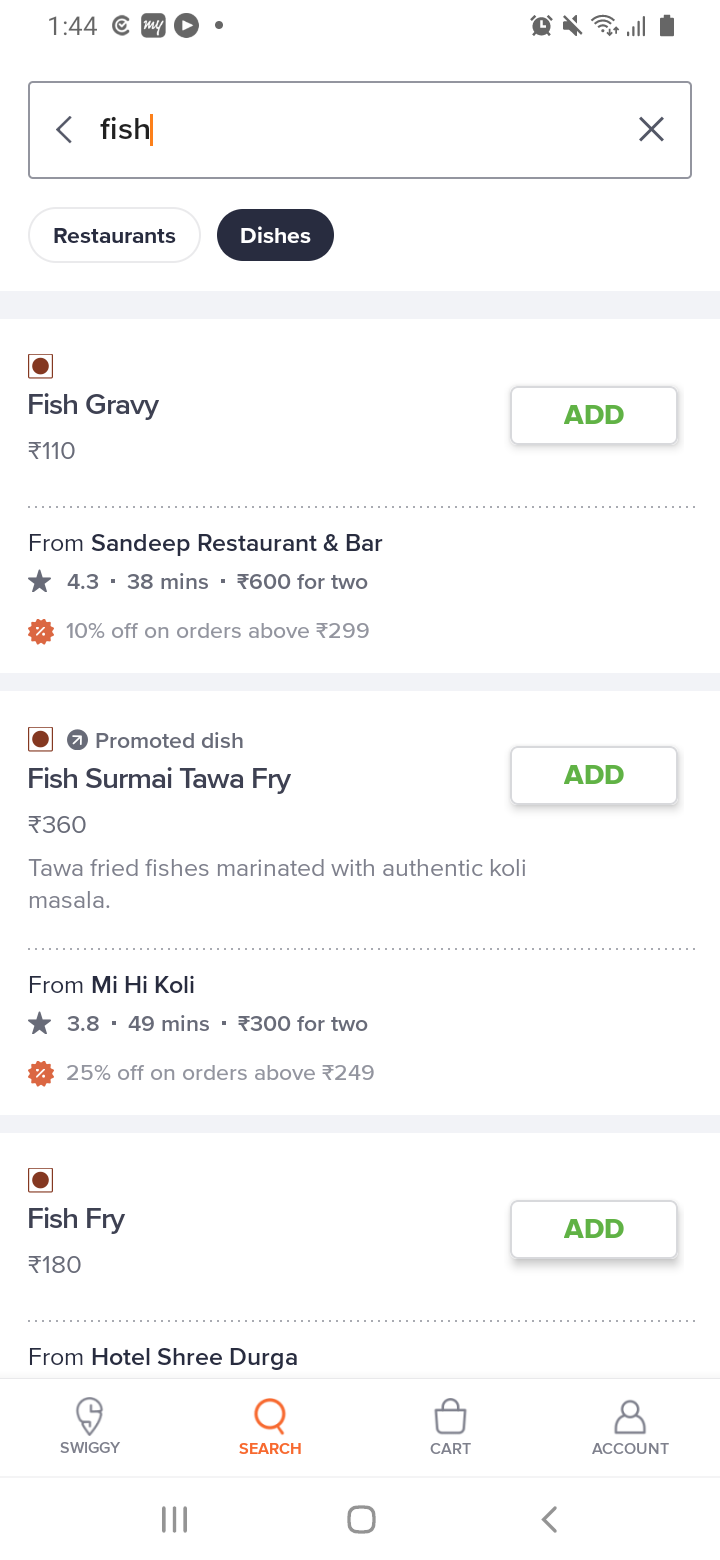 1:44
my
fish
Restaurants
Dishes
Fish Gravy
ADD
₹110
From Sandeep Restaurant & Bar
4.3 · 38 mins · ₹600 for two
10% off on orders above ₹299
Promoted dish
Fish Surmai Tawa Fry
ADD
₹360
Tawa fried fishes marinated with authentic koli
masala.
From Mi Hi Koli
3.8 · 49 mins · ₹300 for two
25% off on orders above ₹249
Fish Fry
ADD
₹180
From Hotel Shree Durga
SWIGGY
SEARCH
CART
ACCOUNT